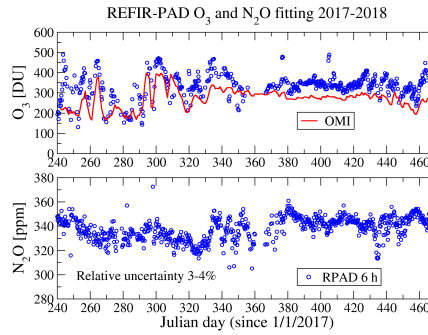 REFIR-PAD O₃ and N₂O fitting 2017-2018
600
500
400
300
200
100
0
O₃ [DU]
OMI
240 260 280 300 320 340 360 380 400 420 440 460
380
360
340
320
300
280
N₂O [ppm]
Relative uncertainty 3-4%
RPAD 6 h
240 260 280 300 320 340 360 380 400 420 440 460
Julian day (since 1/1/2017)